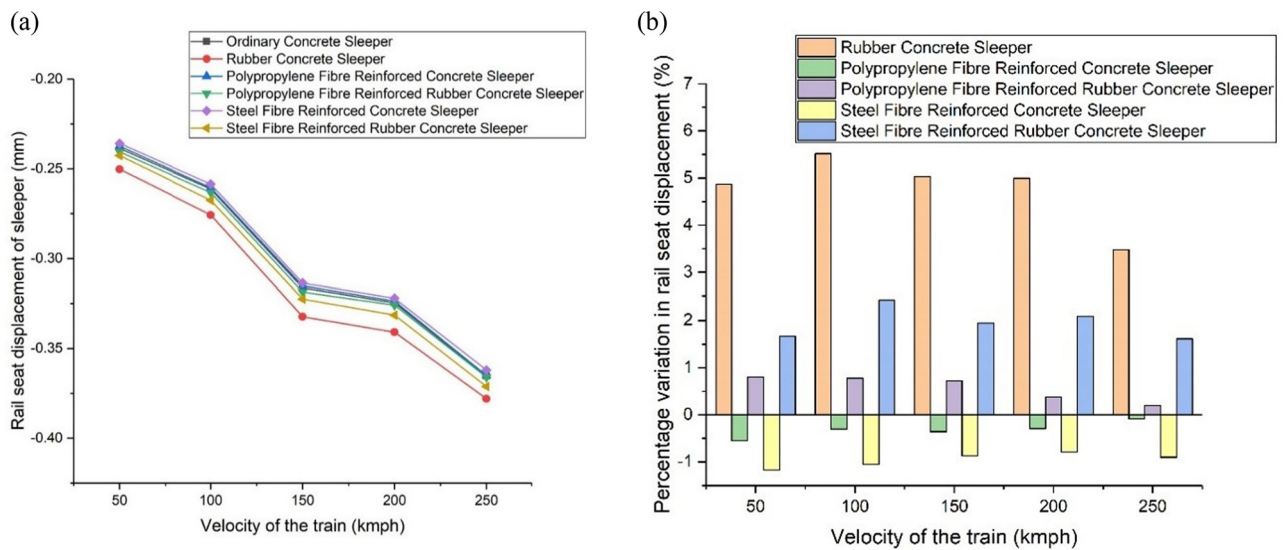 (a)
Ordinary Concrete Sleeper
Rubber Concrete Sleeper
Polypropylene Fibre Reinforced Concrete Sleeper
Polypropylene Fibre Reinforced Rubber Concrete Sleeper
Steel Fibre Reinforced Concrete Sleeper
Steel Fibre Reinforced Rubber Concrete Sleeper
Rail seat displacement of sleeper (mm)
-0.20
-0.25
-0.30
-0.35
-0.40
50 100 150 200 250
Velocity of the train (kmph)
(b)
Rubber Concrete Sleeper
Polypropylene Fibre Reinforced Concrete Sleeper
Polypropylene Fibre Reinforced Rubber Concrete Sleeper
Steel Fibre Reinforced Concrete Sleeper
Steel Fibre Reinforced Rubber Concrete Sleeper
Percentage variation in rail seat displacement (%)
7
6
5
4
3
2
1
0
-1
50 100 150 200 250
Velocity of the train (kmph)